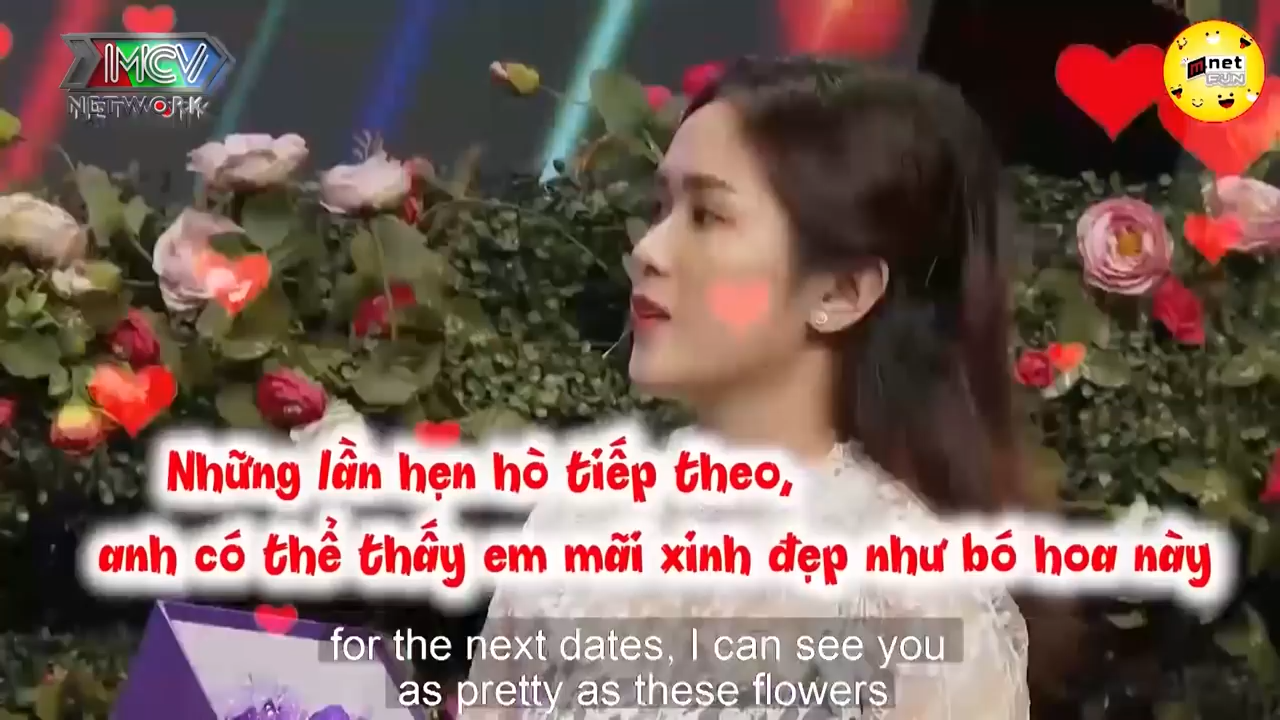 MCV
NETWORK
mnet
FUN
Những lần hẹn hò tiếp theo,
anh có thể thấy em mãi xinh đẹp như bó hoa này
for the next dates, I can see you
as pretty as these flowers